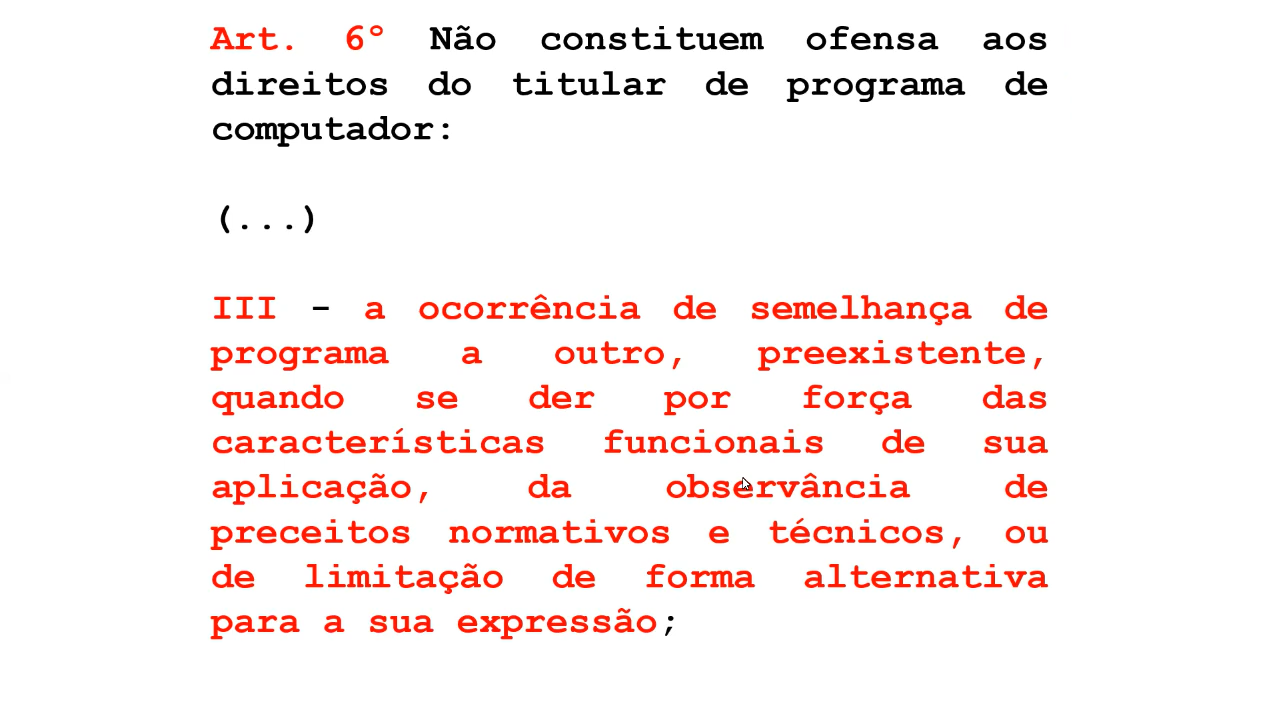 Art. 6º Não constituem ofensa aos
direitos do titular de programa de
computador:
(...)
III - a ocorrência de semelhança de
programa a outro, preexistente,
quando se der por força das
características funcionais de sua
aplicação, da observância de
preceitos normativos e técnicos, ou
de limitação de forma alternativa
para a sua expressão;